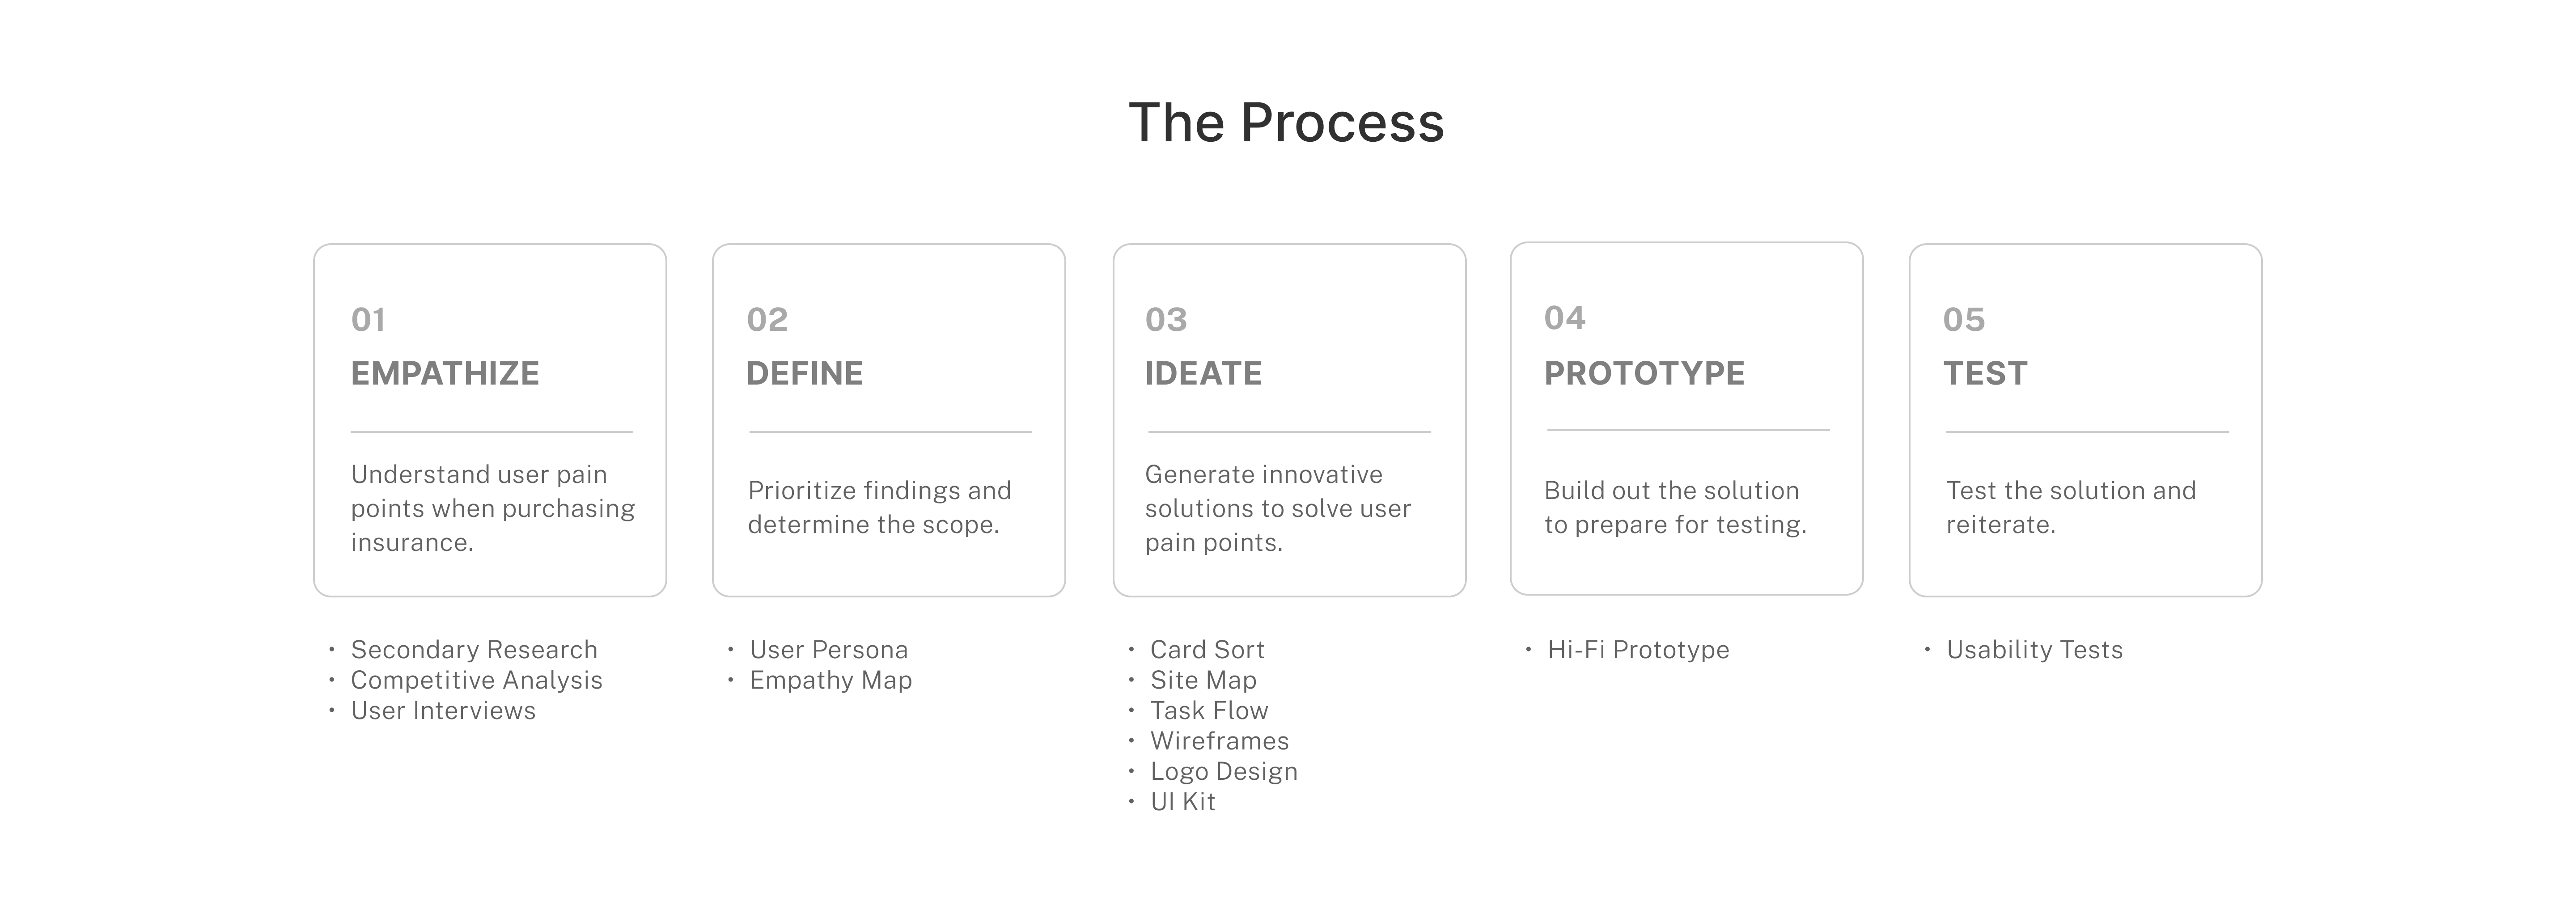 The Process
01
EMPATHIZE
Understand user pain
points when purchasing
insurance.
• Secondary Research
• Competitive Analysis
• User Interviews
02
DEFINE
Prioritize findings and
determine the scope.
• User Persona
• Empathy Map
03
IDEATE
Generate innovative
solutions to solve user
pain points.
• Card Sort
• Site Map
• Task Flow
• Wireframes
• Logo Design
• UI Kit
04
PROTOTYPE
Build out the solution
to prepare for testing.
• Hi-Fi Prototype
05
TEST
Test the solution and
reiterate.
• Usability Tests